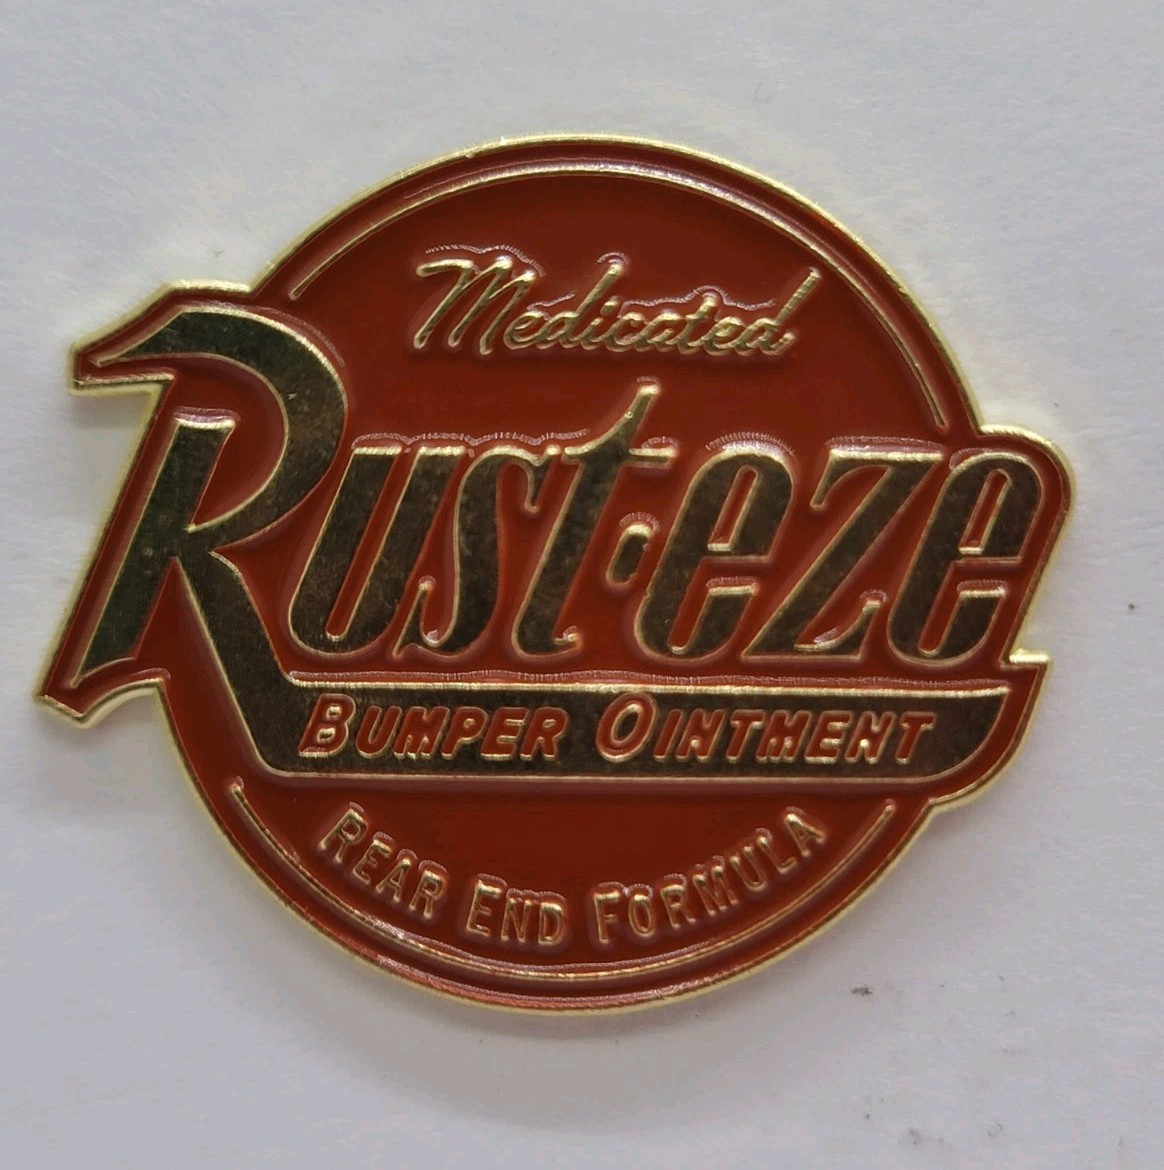 Medicated
Rust-eze
Bumper Ointment
Rear End Formula